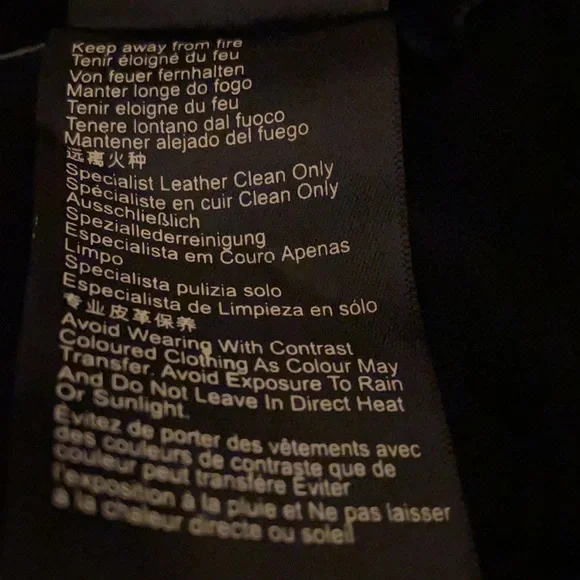 Keep away from fire
Tenir éloigné du feu
Von feuer fernhalten
Manter longe do fogo
Tenir eloigne du feu
Tenere lontano dal fuoco
Mantener alejado del fuego
远离火种
Specialist Leather Clean Only
Spécialiste en cuir Clean Only
Ausschließlich
Speziallederreinigung
Especialista em Couro Apenas
Limpo
Specialista pulizia solo
Especialista de Limpieza en sólo
专业皮革保养
Avoid Wearing With Contrast
Coloured Clothing As Colour May
Transfer. Avoid Exposure To Rain
And Do Not Leave In Direct Heat
Or Sunlight.
Évitez de porter des vêtements avec
des couleurs de contraste que de
couleur peut transfère Éviter
l'exposition à la pluie et Ne pas laisser
à la chaleur directe ou soleil